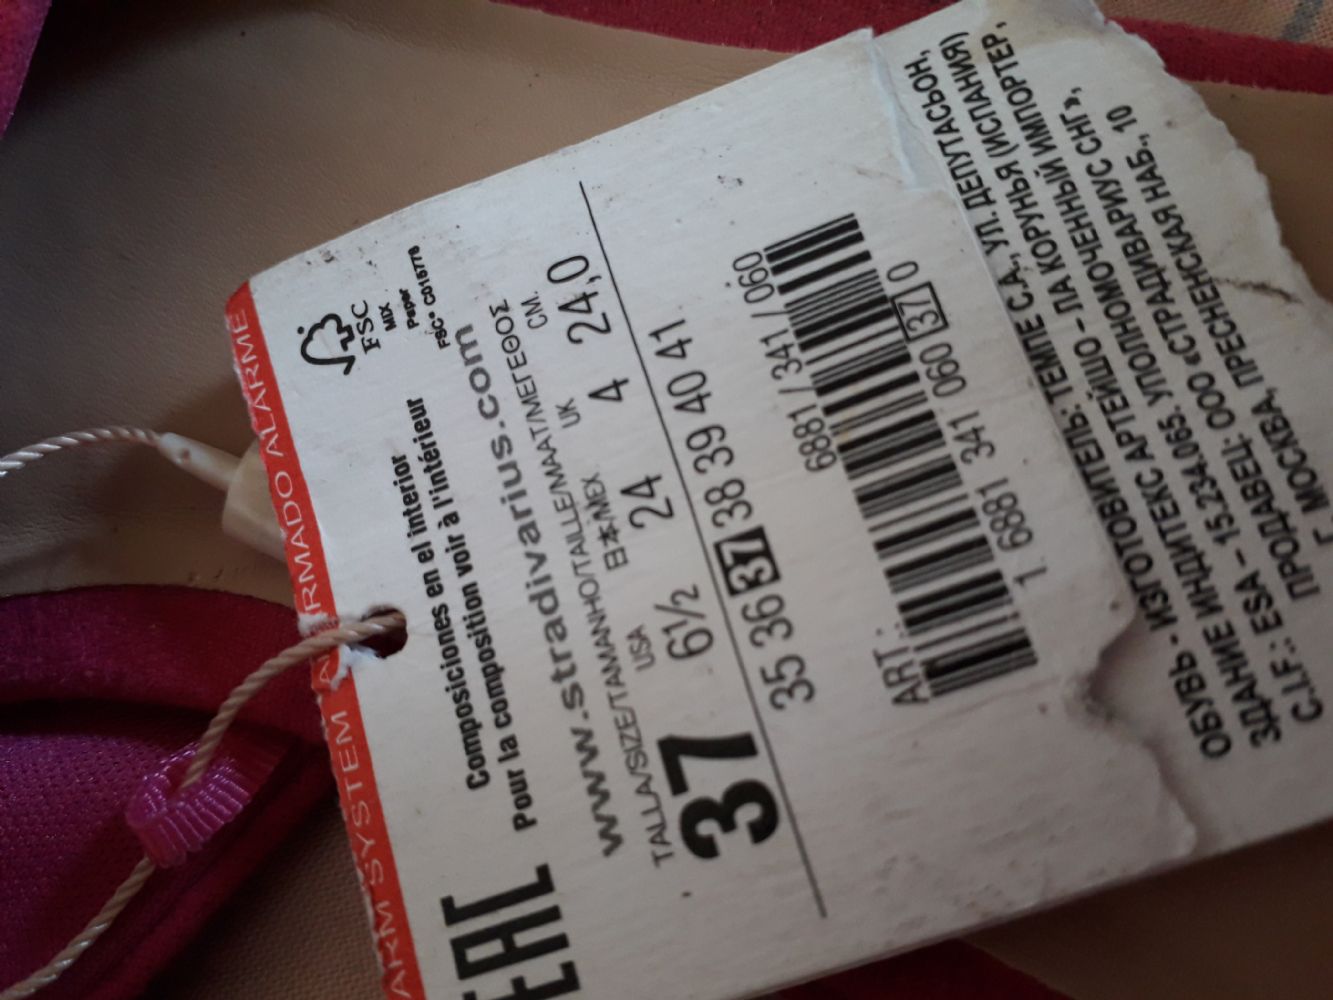 ARM SYSTEM ALARMADO ALARME
FSC
MIX
Paper
FSC® C015778
Composiciones en el interior
Pour la composition voir à l'intérieur
EAC
www.stradivarius.com
TALLA/SIZE/TAMANHO/TAILLE/MAAT/ΜΕΓΕΘΟΣ
USA 日本/MEX. UK CM.
37 6½ 24 4 24,0
35 36 37 38 39 40 41
ART. 6881 / 341 / 060
1 6881 341 060 37 0
ОБУВЬ - ИЗГОТОВИТЕЛЬ: ТЕМПЕ С.А., УЛ. ДЕПУТАСЬОН,
ЗДАНИЕ ИНДИТЕКС АРТЕЙШО - ЛА КОРУНЬЯ (ИСПАНИЯ)
C.I.F.: ESA - 15.234.065. УПОЛНОМОЧЕННЫЙ ИМПОРТЕР,
ПРОДАВЕЦ: ООО «СТРАДИВАРИУС СНГ»,
Г. МОСКВА, ПРЕСНЕНСКАЯ НАБ., 10